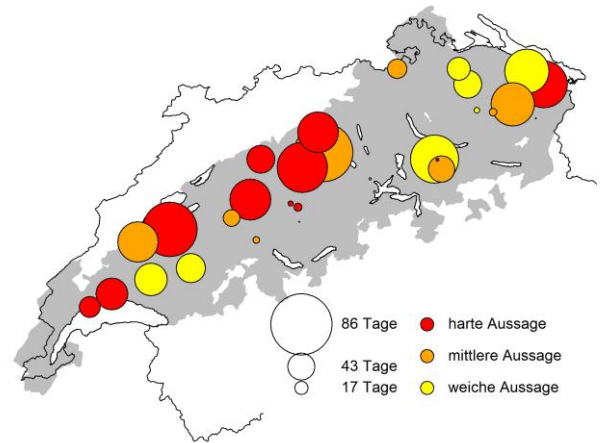 86 Tage
43 Tage
17 Tage
harte Aussage
mittlere Aussage
weiche Aussage